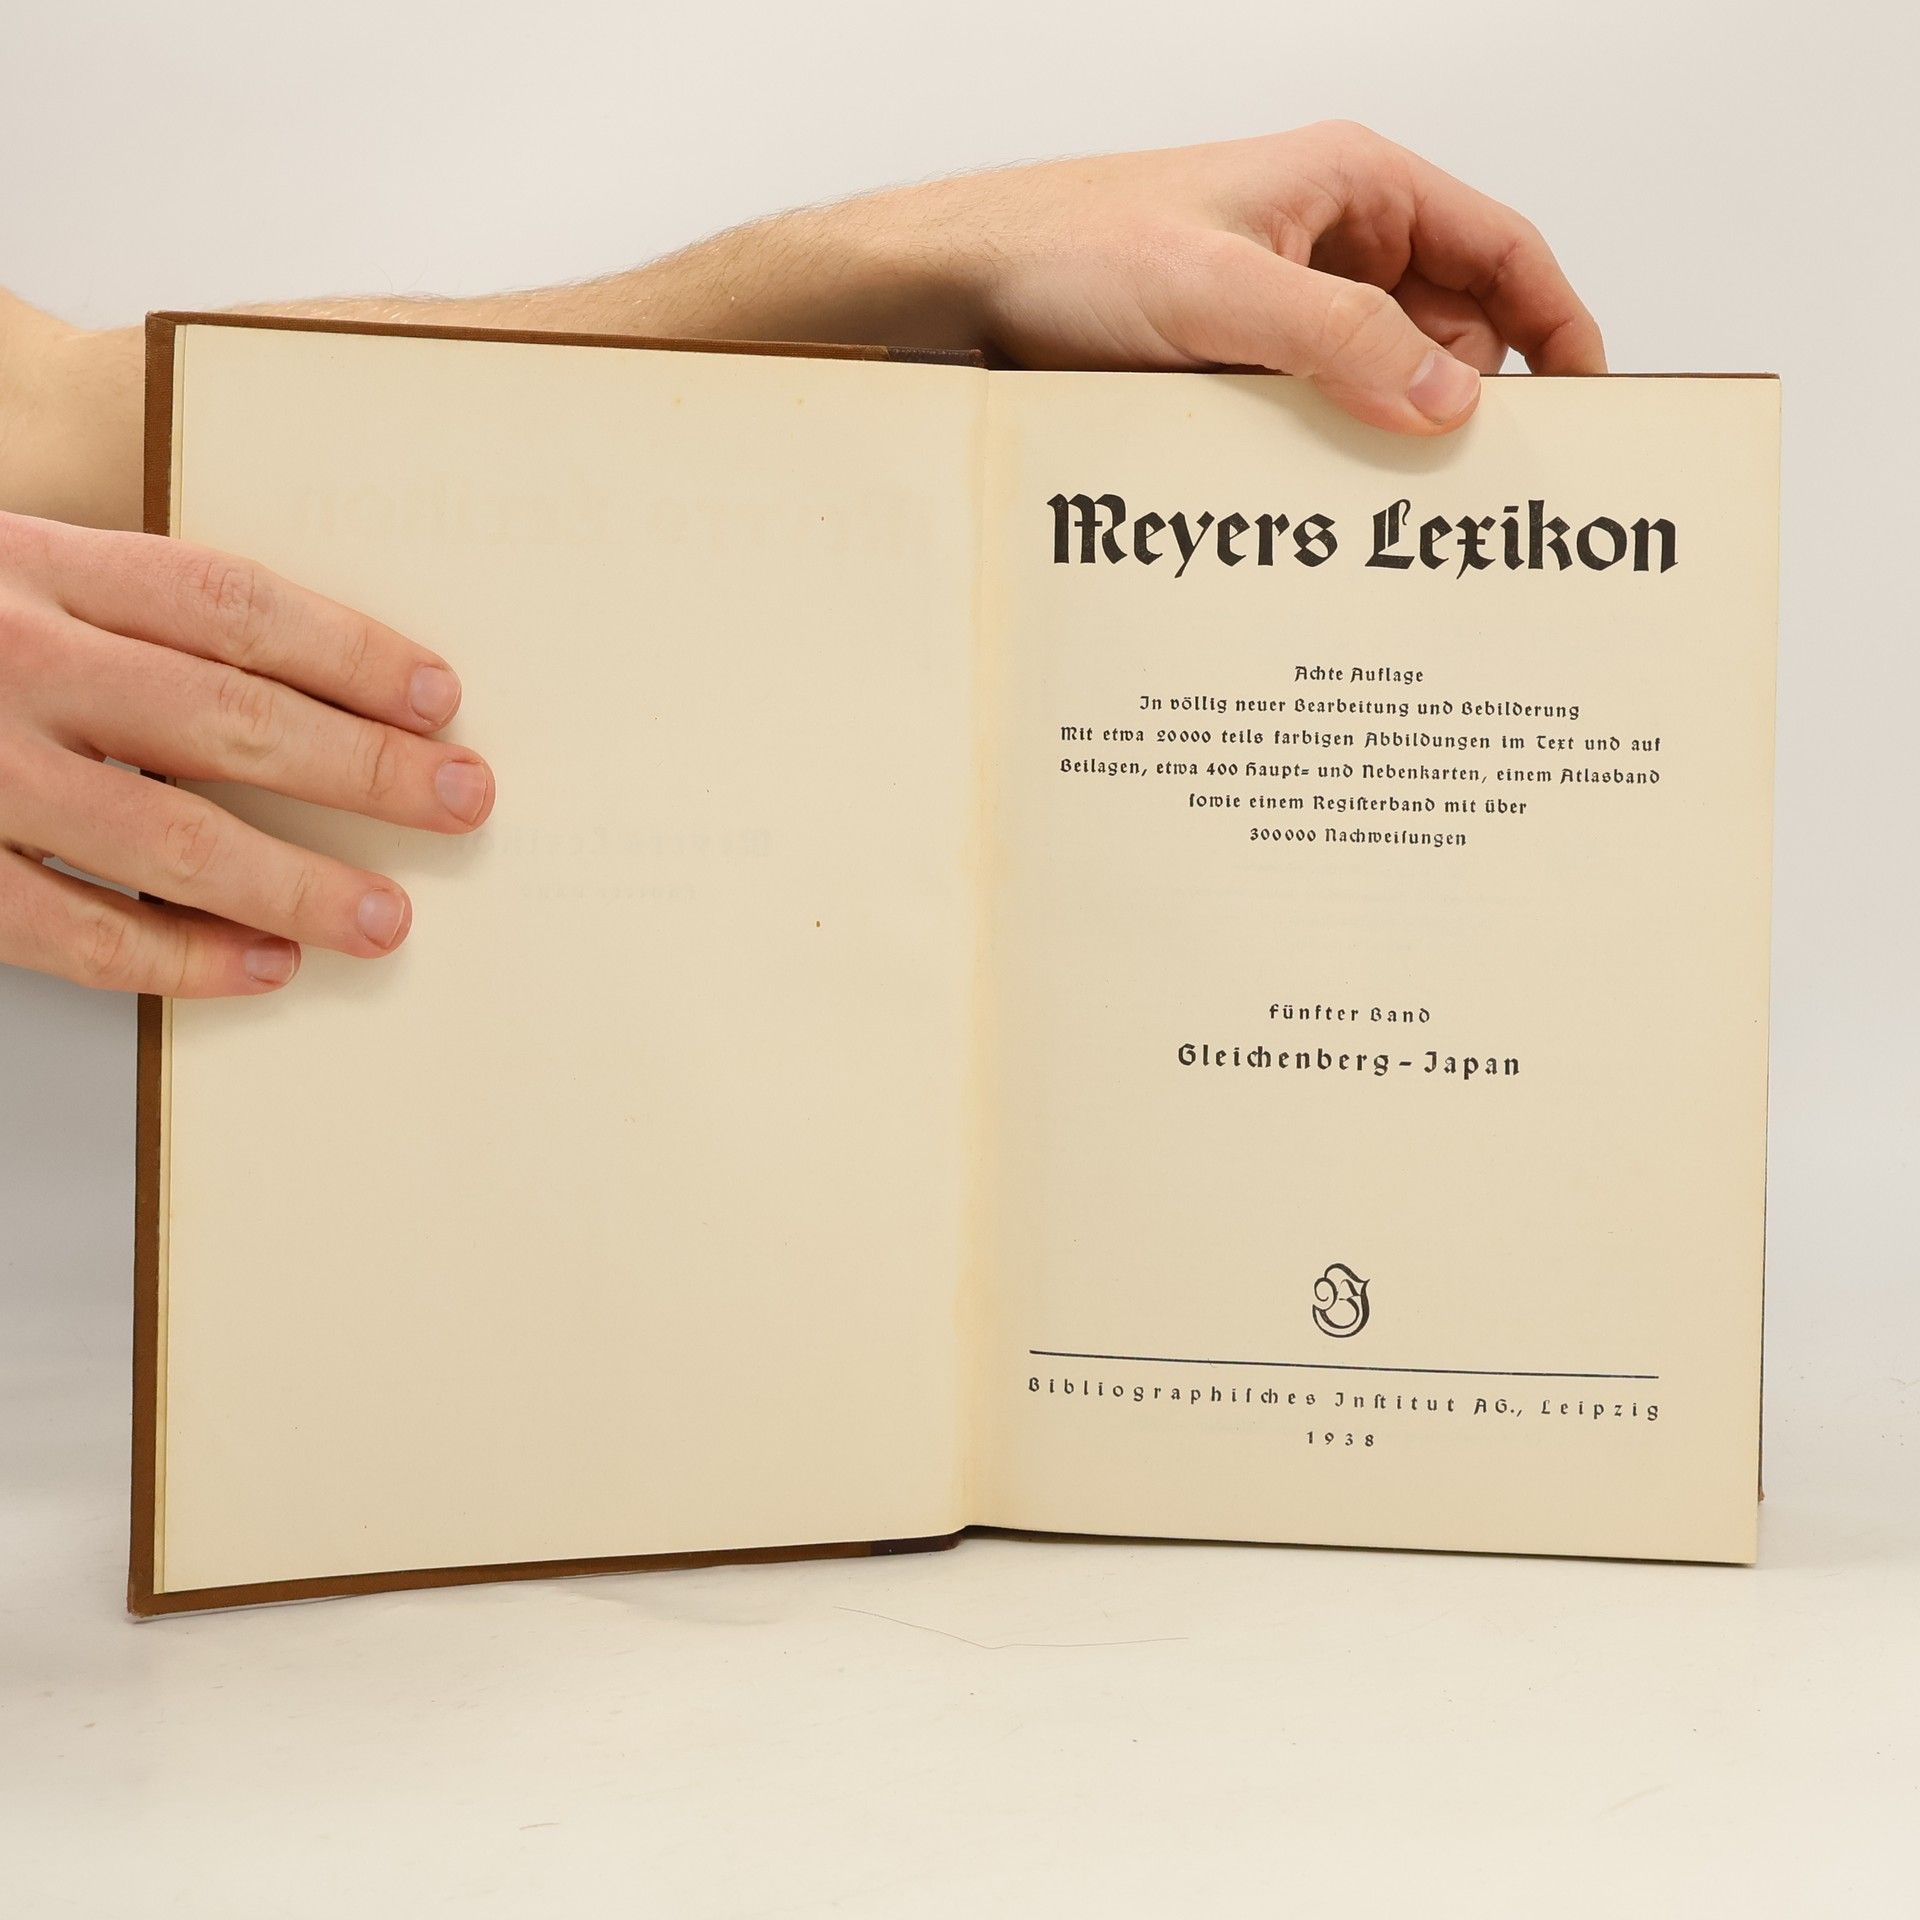 Meyers Lexikon
Achte Auflage
In völlig neuer Bearbeitung und Bebilderung
Mit etwa 20000 teils farbigen Abbildungen im Text und auf
Beilagen, etwa 400 Haupt= und Nebenkarten, einem Atlasband
ſowie einem Regiſterband mit über
300000 Nachweiſungen
Fünfter Band
Gleichenberg – Japan
BI
Bibliographiſches Inſtitut AG., Leipzig
1938